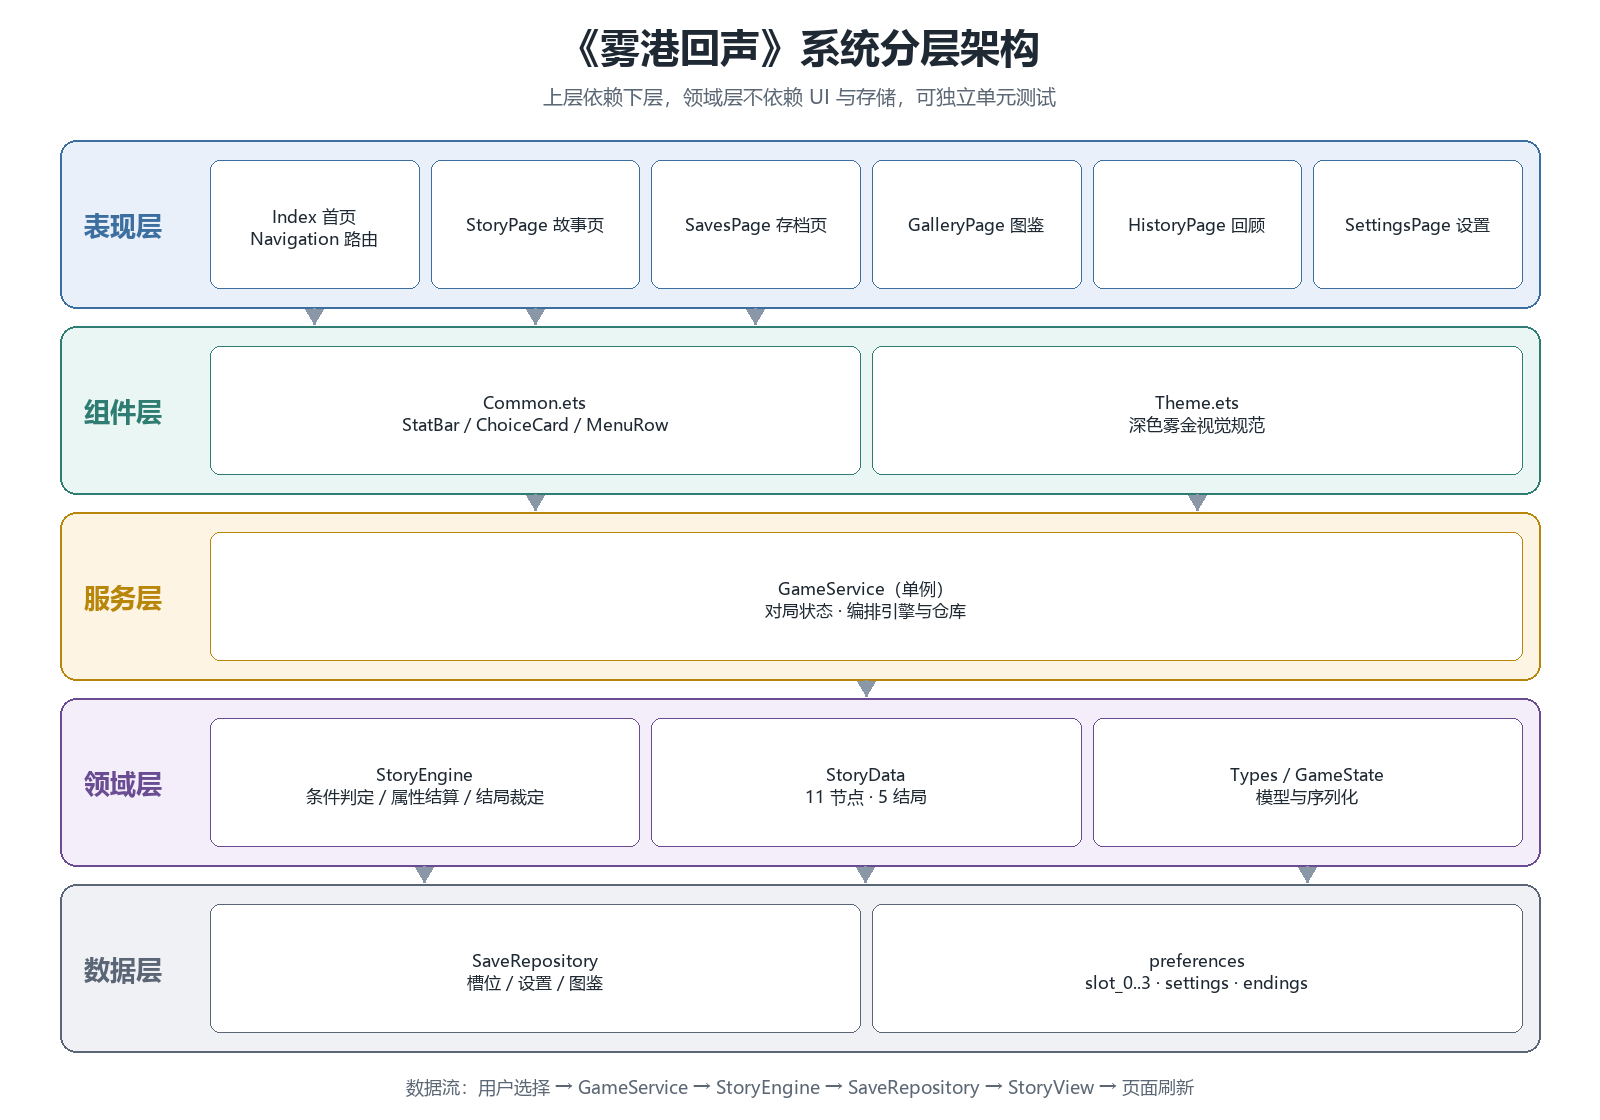 《雾港回声》系统分层架构
上层依赖下层，领域层不依赖 UI 与存储，可独立单元测试
表现层
Index 首页
Navigation 路由
StoryPage 故事页
SavesPage 存档页
GalleryPage 图鉴
HistoryPage 回顾
SettingsPage 设置
组件层
Common.ets
StatBar / ChoiceCard / MenuRow
Theme.ets
深色雾金视觉规范
服务层
GameService（单例）
对局状态 · 编排引擎与仓库
领域层
StoryEngine
条件判定 / 属性结算 / 结局裁定
StoryData
11 节点 · 5 结局
Types / GameState
模型与序列化
数据层
SaveRepository
槽位 / 设置 / 图鉴
preferences
slot_0..3 · settings · endings
数据流：用户选择 → GameService → StoryEngine → SaveRepository → StoryView → 页面刷新